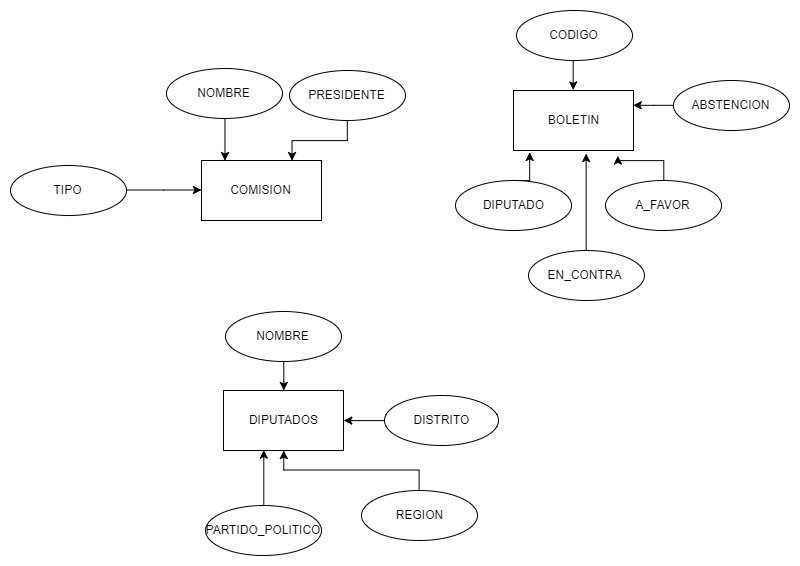 CODIGO
NOMBRE
PRESIDENTE
ABSTENCION
BOLETIN
TIPO
COMISION
DIPUTADO
A_FAVOR
EN_CONTRA
NOMBRE
DIPUTADOS
DISTRITO
REGION
PARTIDO_POLITICO